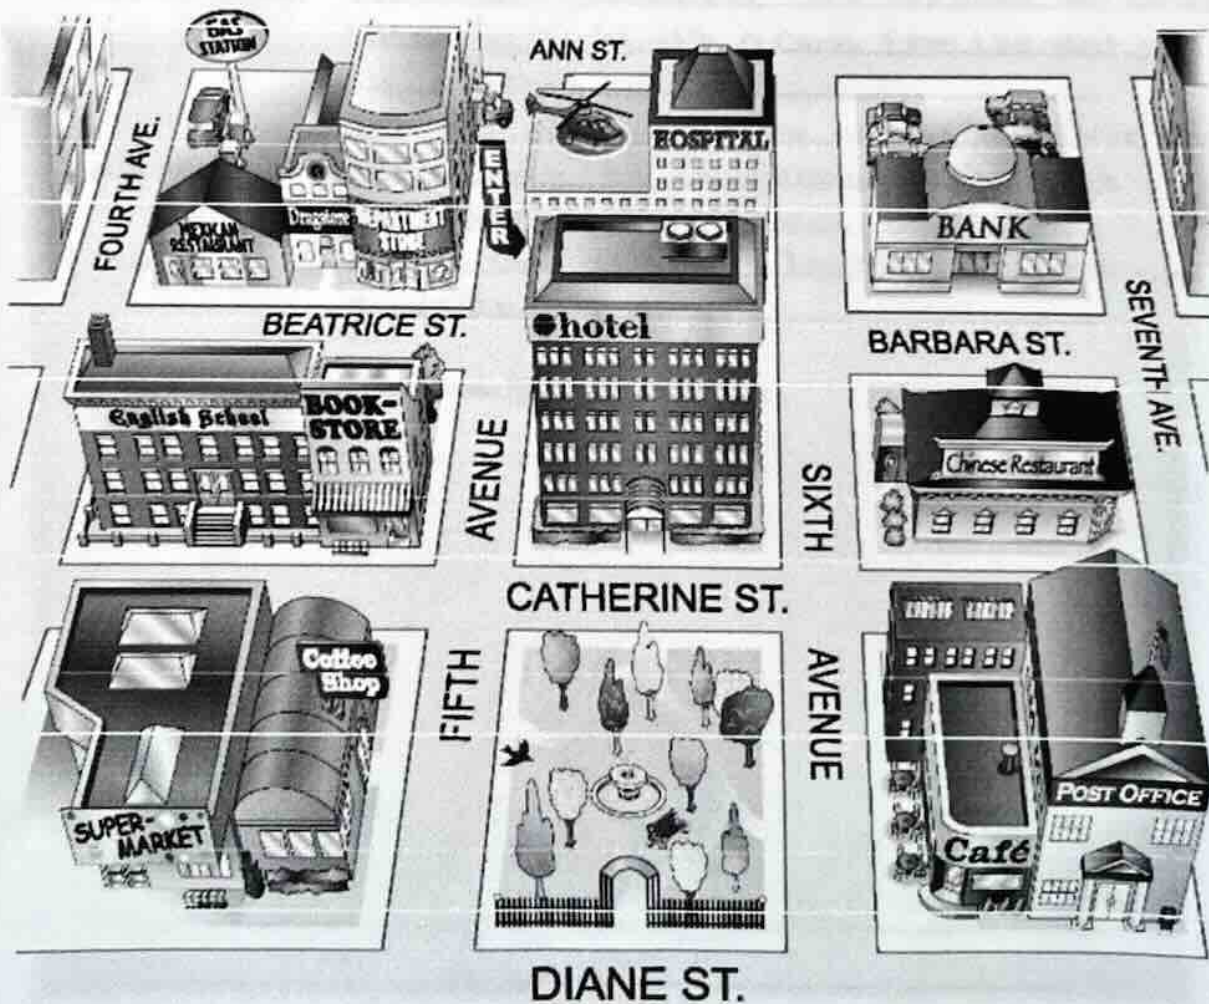 GAS
STATION
ANN ST.
FOURTH AVE.
HOSPITAL
ENTER
MEXICAN
RESTAURANT
Drugstore
DEPARTMENT
STORE
BANK
SEVENTH AVE.
BEATRICE ST.
hotel
BARBARA ST.
English School
BOOK-
STORE
Chinese Restaurant
AVENUE
SIXTH
CATHERINE ST.
Coffee
Shop
FIFTH
AVENUE
SUPER-
MARKET
POST OFFICE
Café
DIANE ST.